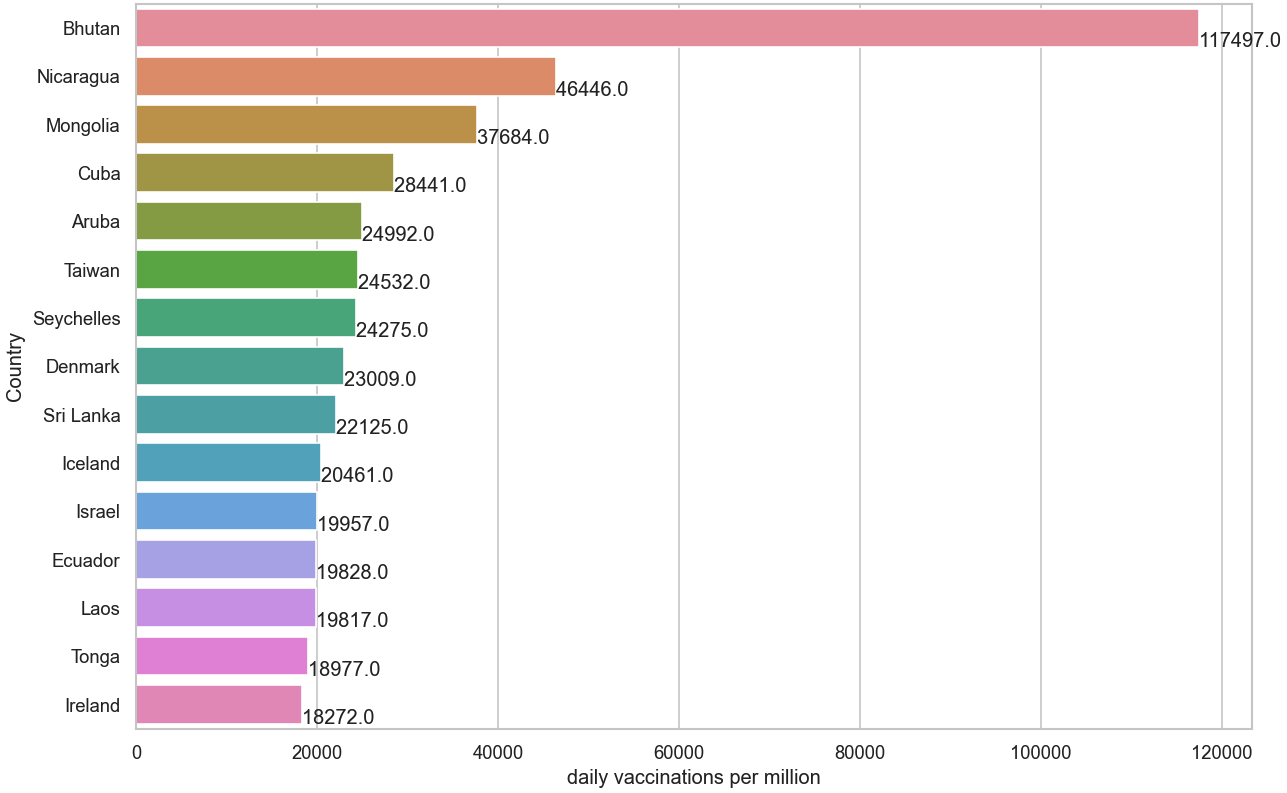 Bhutan 117497.0
Nicaragua 46446.0
Mongolia 37684.0
Cuba 28441.0
Aruba 24992.0
Taiwan 24532.0
Seychelles 24275.0
Denmark 23009.0
Sri Lanka 22125.0
Iceland 20461.0
Israel 19957.0
Ecuador 19828.0
Laos 19817.0
Tonga 18977.0
Ireland 18272.0
Country
0 20000 40000 60000 80000 100000 120000
daily vaccinations per million